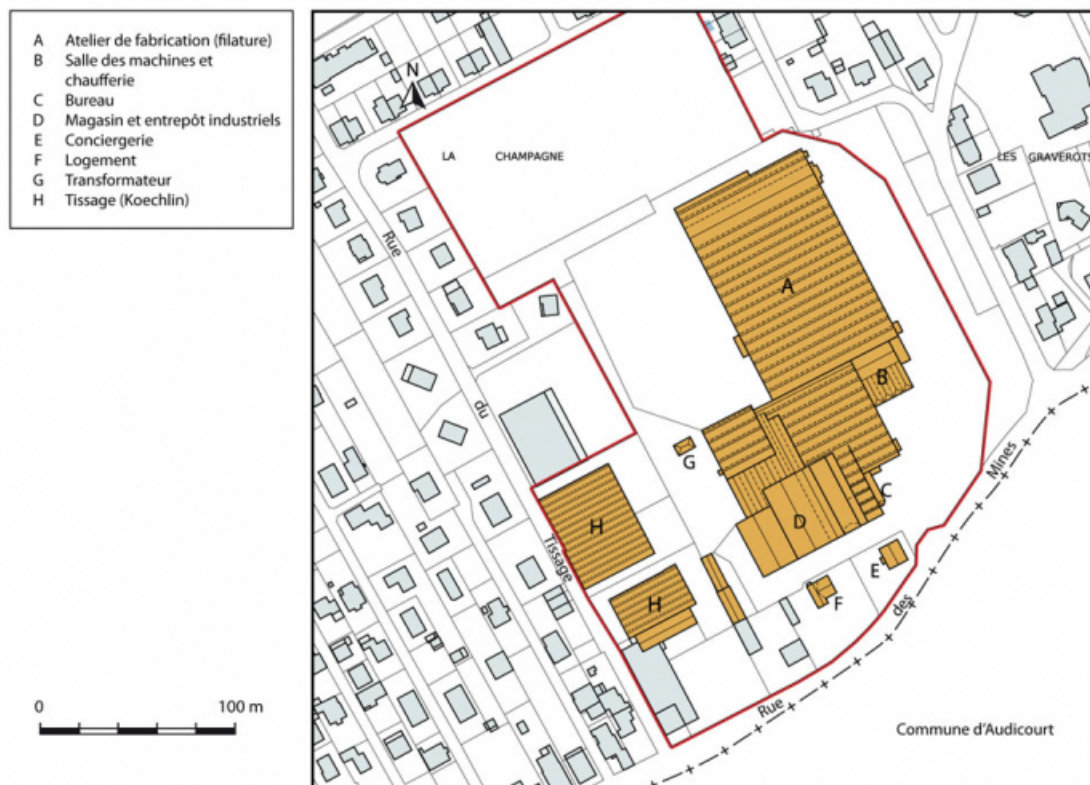 A Atelier de fabrication (filature)
B Salle des machines et
chaufferie
C Bureau
D Magasin et entrepôt industriels
E Conciergerie
F Logement
G Transformateur
H Tissage (Koechlin)
N
LA CHAMPAGNE
LES GRAVEROTS
Rue
A
B
du
Mines
G
C
D
H
Tissage
E
H
F
des
Rue
0 100 m
Commune d'Audicourt